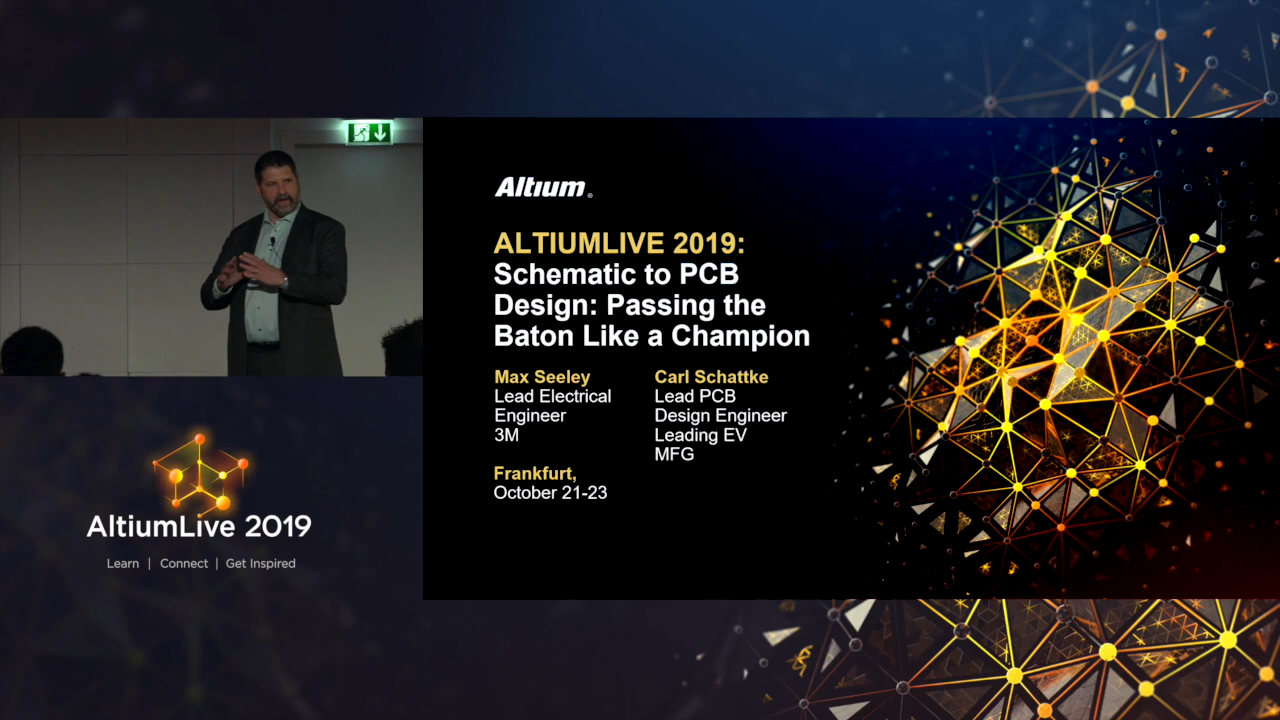 Altium®
ALTIUMLIVE 2019:
Schematic to PCB
Design: Passing the
Baton Like a Champion
Max Seeley
Lead Electrical
Engineer
3M
Carl Schattke
Lead PCB
Design Engineer
Leading EV
MFG
Frankfurt,
October 21-23
AltiumLive 2019
Learn | Connect | Get Inspired